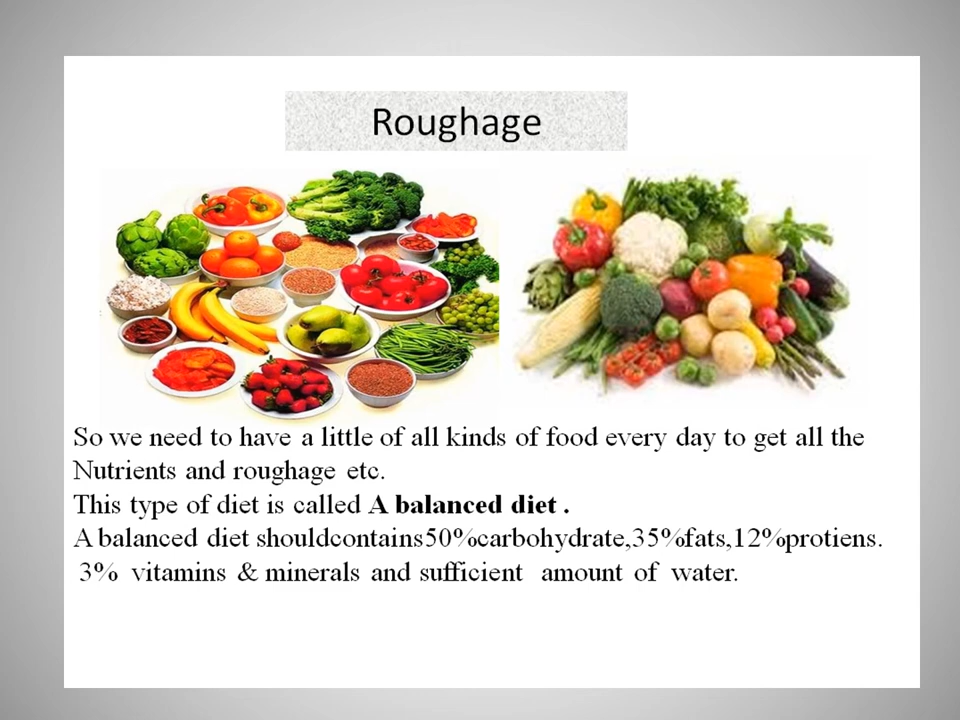 Roughage
So we need to have a little of all kinds of food every day to get all the
Nutrients and roughage etc.
This type of diet is called A balanced diet .
A balanced diet shouldcontains50%carbohydrate,35%fats,12%protiens.
3% vitamins & minerals and sufficient amount of water.